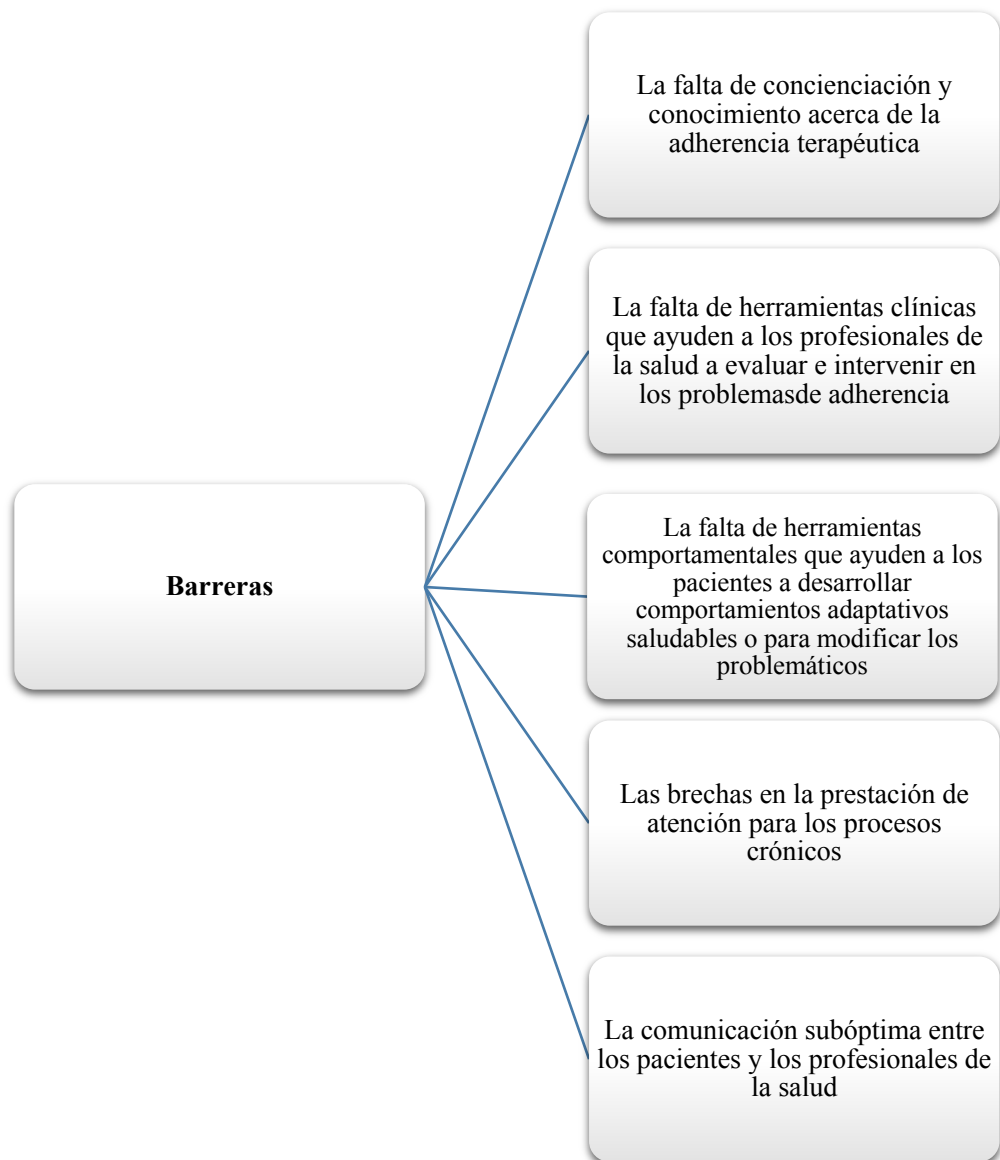 La falta de concienciación y
conocimiento acerca de la
adherencia terapéutica
La falta de herramientas clínicas
que ayuden a los profesionales de
la salud a evaluar e intervenir en
los problemasde adherencia
Barreras
La falta de herramientas
comportamentales que ayuden a los
pacientes a desarrollar
comportamientos adaptativos
saludables o para modificar los
problemáticos
Las brechas en la prestación de
atención para los procesos
crónicos
La comunicación subóptima entre
los pacientes y los profesionales de
la salud